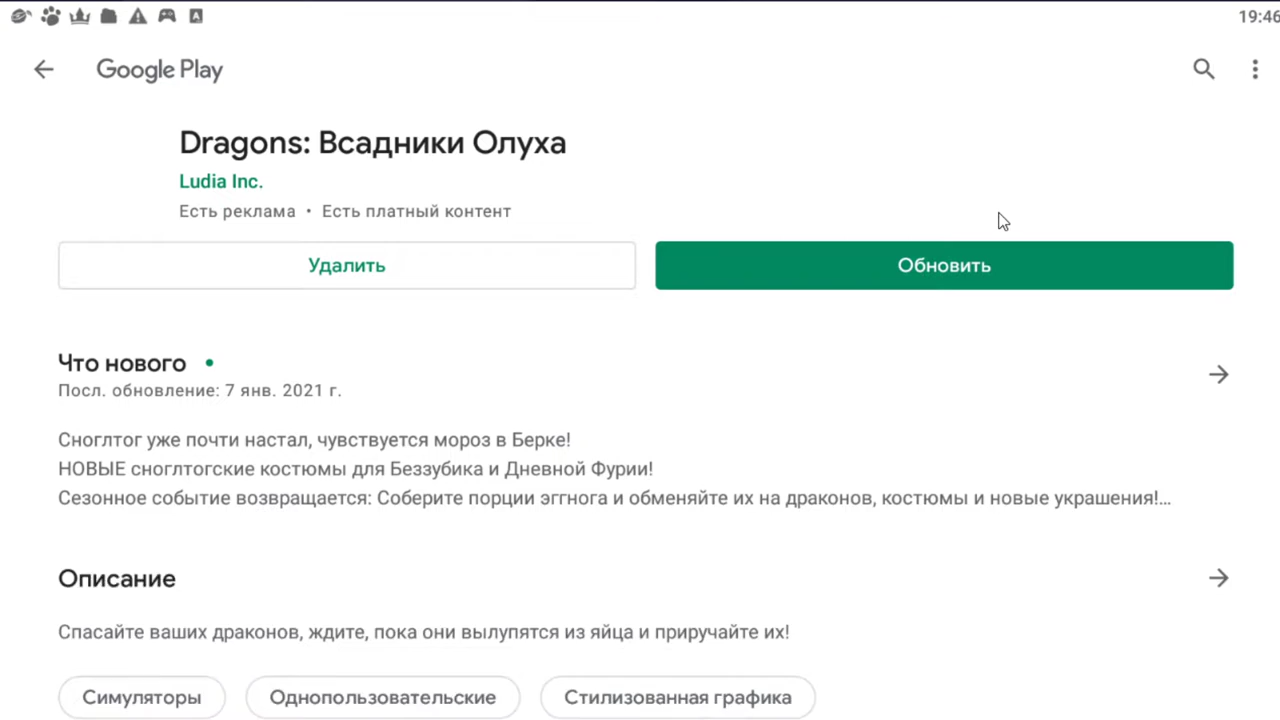 19:46
Google Play
Dragons: Всадники Олуха
Ludia Inc.
Есть реклама • Есть платный контент
Удалить
Обновить
Что нового •
Посл. обновление: 7 янв. 2021 г.
Сноглтог уже почти настал, чувствуется мороз в Берке!
НОВЫЕ сноглтогские костюмы для Беззубика и Дневной Фурии!
Сезонное событие возвращается: Соберите порции эггнога и обменяйте их на драконов, костюмы и новые украшения!...
Описание
Спасайте ваших драконов, ждите, пока они вылупятся из яйца и приручайте их!
Симуляторы
Однопользовательские
Стилизованная графика